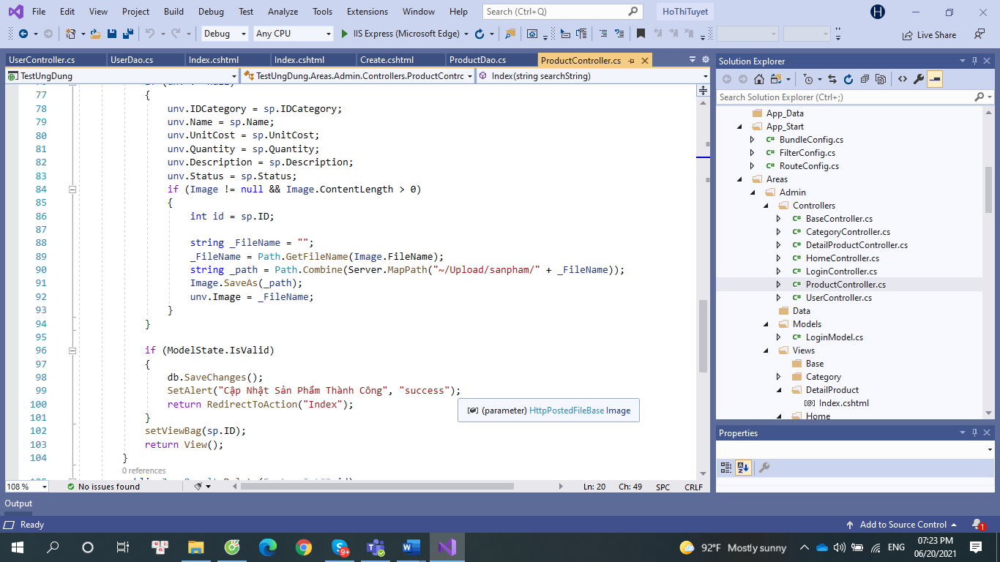 File Edit View Project Build Debug Test Analyze Tools Extensions Window Help Search (Ctrl+Q) HoThiTuyet H
Debug Any CPU IIS Express (Microsoft Edge) Live Share
UserController.cs UserDao.cs Index.cshtml Index.cshtml Create.cshtml ProductDao.cs ProductController.cs
TestUngDung TestUngDung.Areas.Admin.Controllers.ProductContrc Index(string searchString)
77 {
78 unv.IDCategory = sp.IDCategory;
79 unv.Name = sp.Name;
80 unv.UnitCost = sp.UnitCost;
81 unv.Quantity = sp.Quantity;
82 unv.Description = sp.Description;
83 unv.Status = sp.Status;
84 if (Image != null && Image.ContentLength > 0)
85 {
86 int id = sp.ID;
87
88 string _FileName = "";
89 _FileName = Path.GetFileName(Image.FileName);
90 string _path = Path.Combine(Server.MapPath("~/Upload/sanpham/" + _FileName));
91 Image.SaveAs(_path);
92 unv.Image = _FileName;
93 }
94 }
95
96 if (ModelState.IsValid)
97 {
98 db.SaveChanges();
99 SetAlert("Cập Nhật Sản Phẩm Thành Công", "success");
100 return RedirectToAction("Index");
101 }
102 setViewBag(sp.ID);
103 return View();
104 }
0 references
(parameter) HttpPostedFileBase Image
108 % No issues found Ln: 20 Ch: 49 SPC CRLF
Solution Explorer
Search Solution Explorer (Ctrl+;)
App_Data
App_Start
C# BundleConfig.cs
C# FilterConfig.cs
C# RouteConfig.cs
Areas
Admin
Controllers
C# BaseController.cs
C# CategoryController.cs
C# DetailProductController.cs
C# HomeController.cs
C# LoginController.cs
C# ProductController.cs
C# UserController.cs
Data
Models
C# LoginModel.cs
Views
Base
Category
DetailProduct
[@] Index.cshtml
Home
Properties
Output
Ready Add to Source Control 1
9+ 92°F Mostly sunny ENG 07:23 PM
06/20/2021